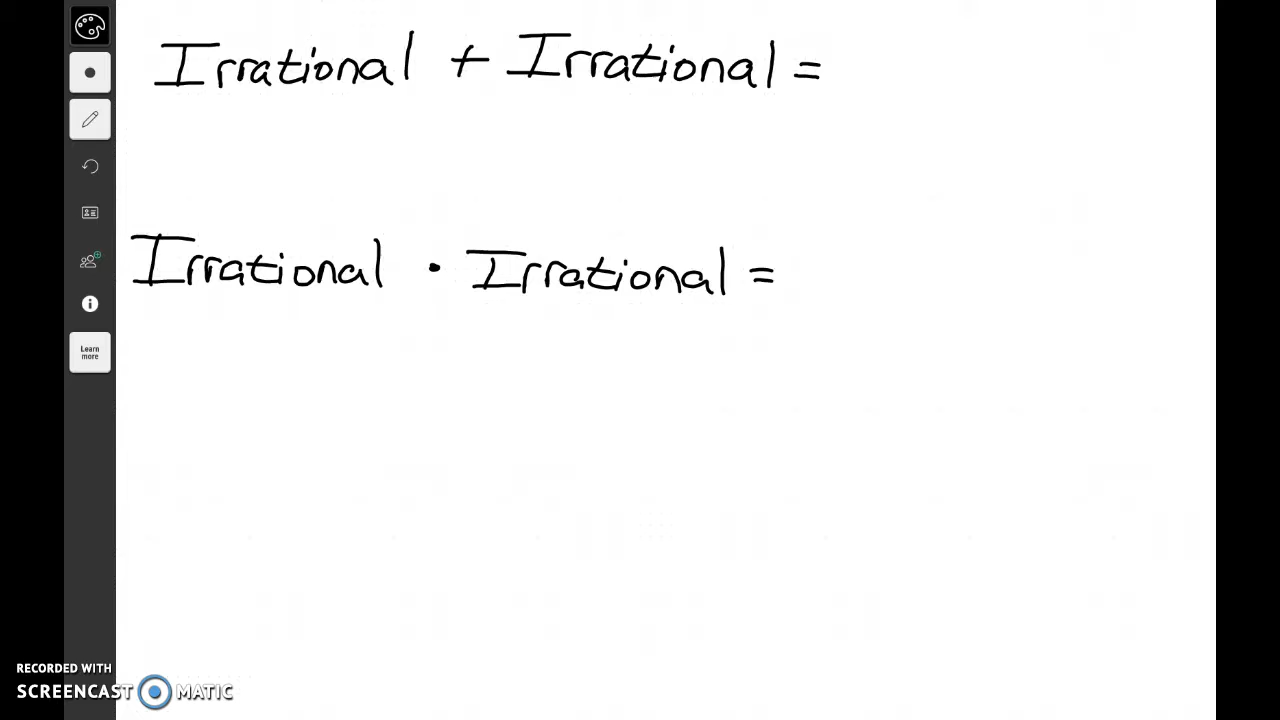 Irrational + Irrational =
Irrational · Irrational =
Learn
more
RECORDED WITH
SCREENCAST MATIC